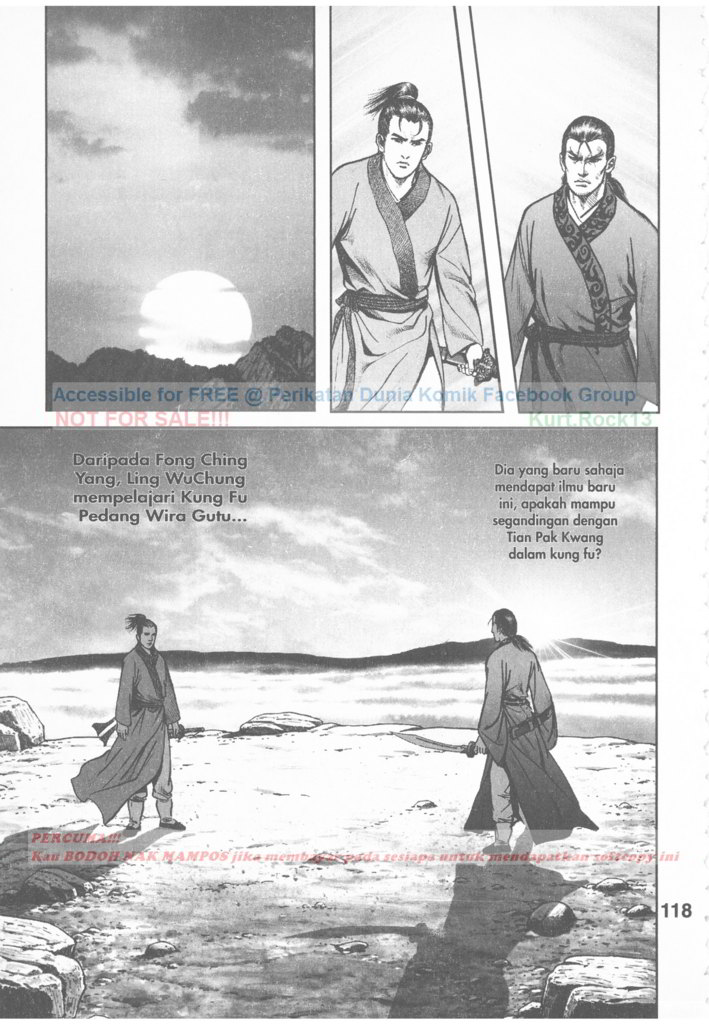 Accessible for FREE @ Perikatan Dunia Komik Facebook Group
NOT FOR SALE!!!
Kurt.Rock13
Daripada Fong Ching
Yang, Ling WuChung
mempelajari Kung Fu
Pedang Wira Gutu...
Dia yang baru sahaja
mendapat ilmu baru
ini, apakah mampu
segandingan dengan
Tian Pak Kwang
dalam kung fu?
PERCUMA!!!
Kau BODOH NAK MAMPOS jika membayar pada sesiapa untuk mendapatkan softcopy ini
118